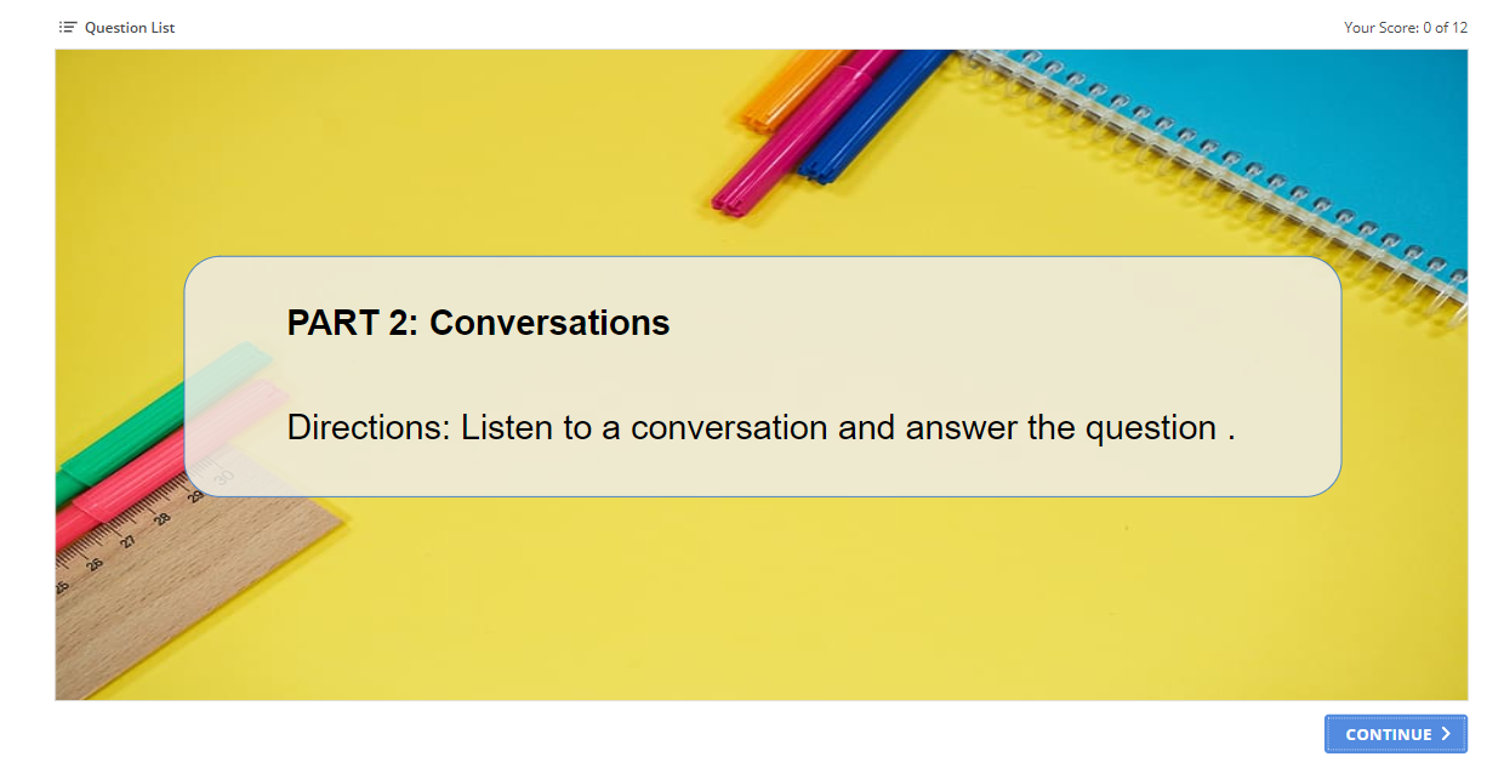 Question List
Your Score: 0 of 12
PART 2: Conversations
Directions: Listen to a conversation and answer the question .
30
29
28
27
26
25
CONTINUE